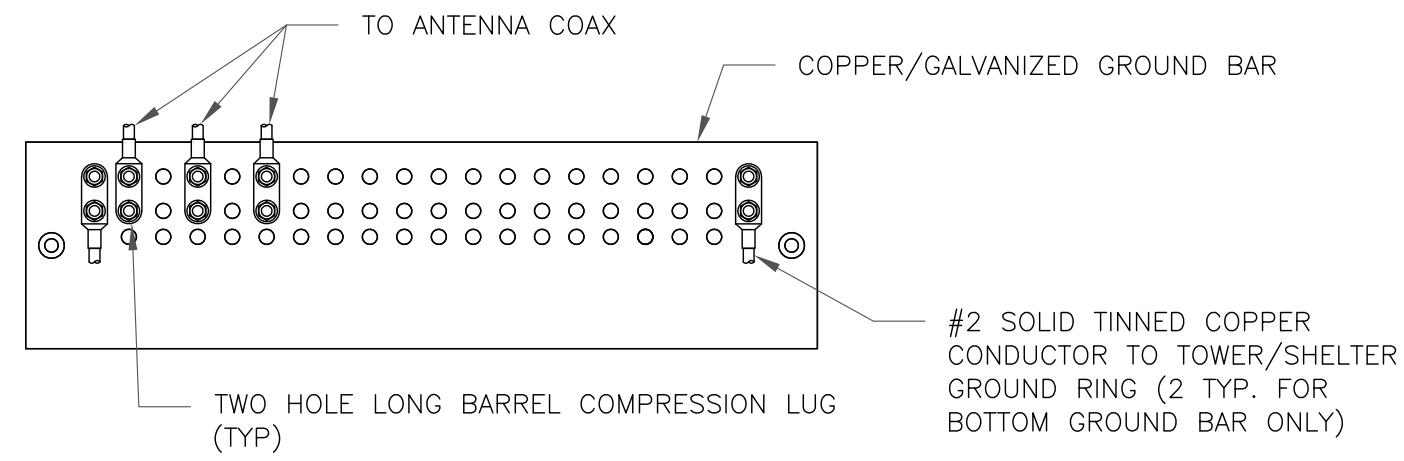 TO ANTENNA COAX
COPPER/GALVANIZED GROUND BAR
#2 SOLID TINNED COPPER
CONDUCTOR TO TOWER/SHELTER
GROUND RING (2 TYP. FOR
BOTTOM GROUND BAR ONLY)
TWO HOLE LONG BARREL COMPRESSION LUG
(TYP)